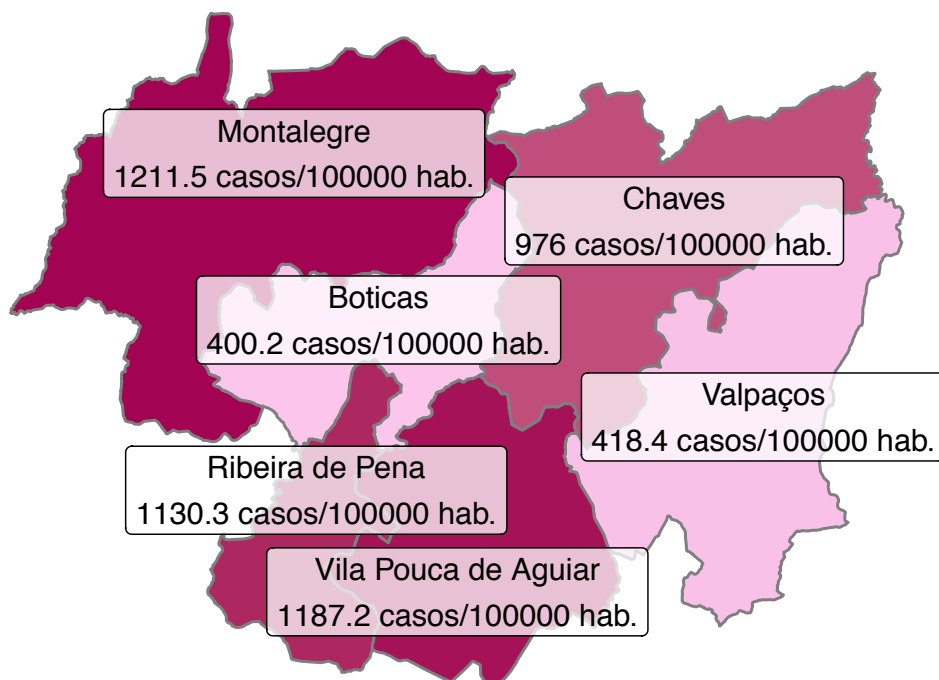 Montalegre
1211.5 casos/100000 hab.
Chaves
976 casos/100000 hab.
Boticas
400.2 casos/100000 hab.
Valpaços
418.4 casos/100000 hab.
Ribeira de Pena
1130.3 casos/100000 hab.
Vila Pouca de Aguiar
1187.2 casos/100000 hab.